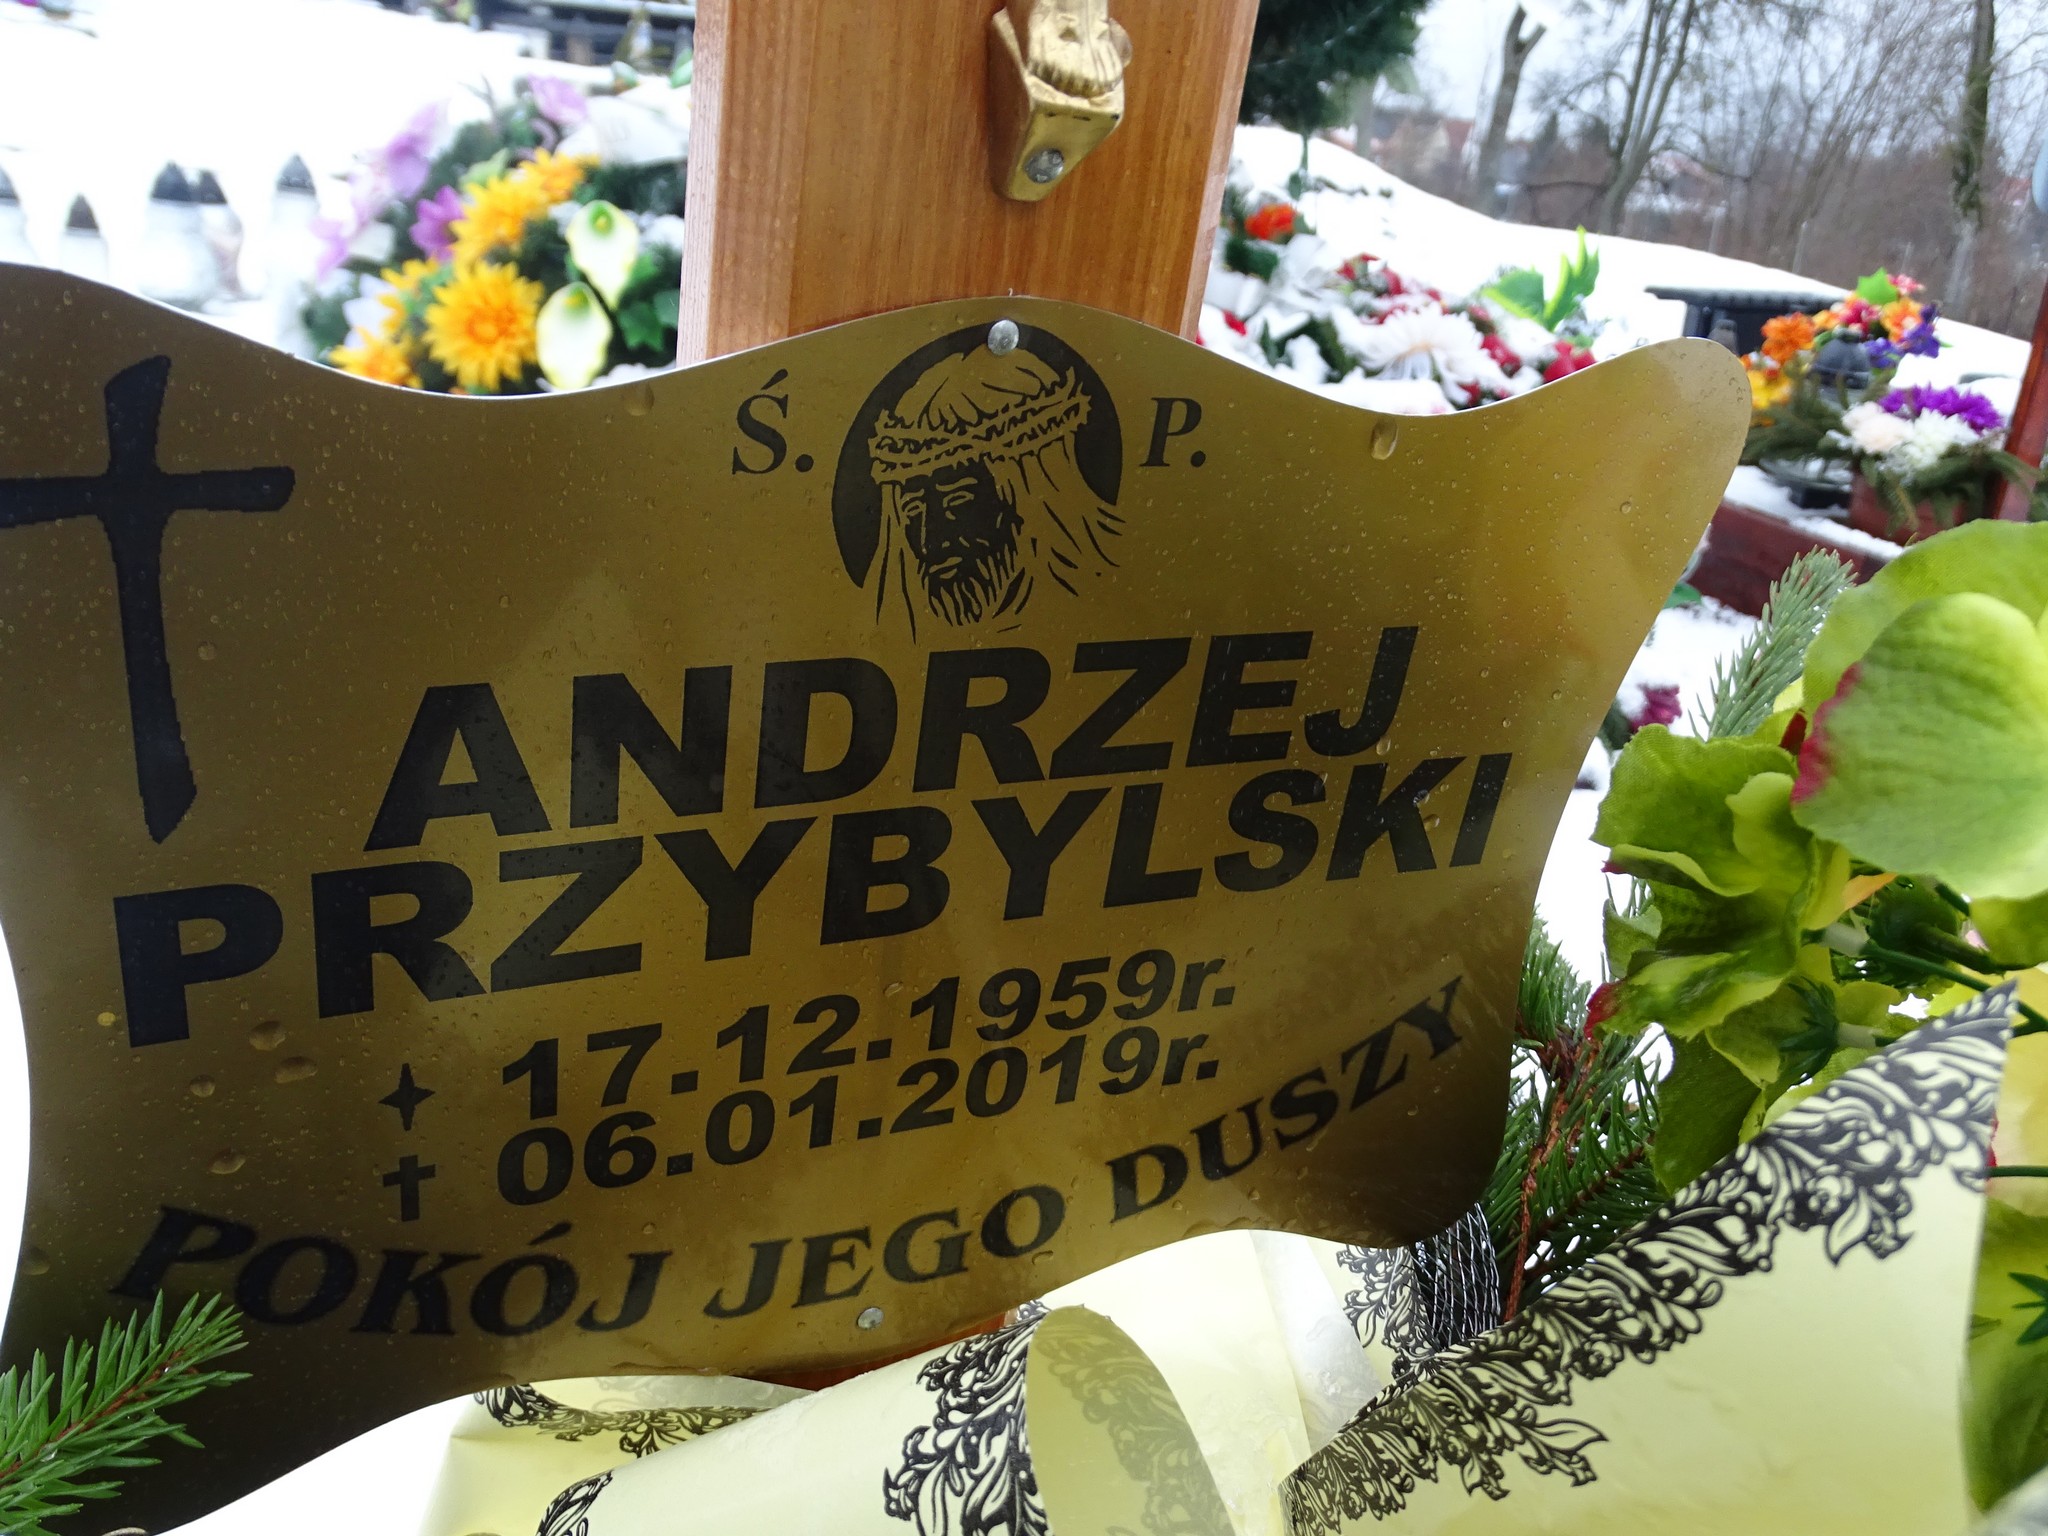 Ś. P.
ANDRZEJ
PRZYBYLSKI
17.12.1959r.
06.01.2019r.
POKÓJ JEGO DUSZY